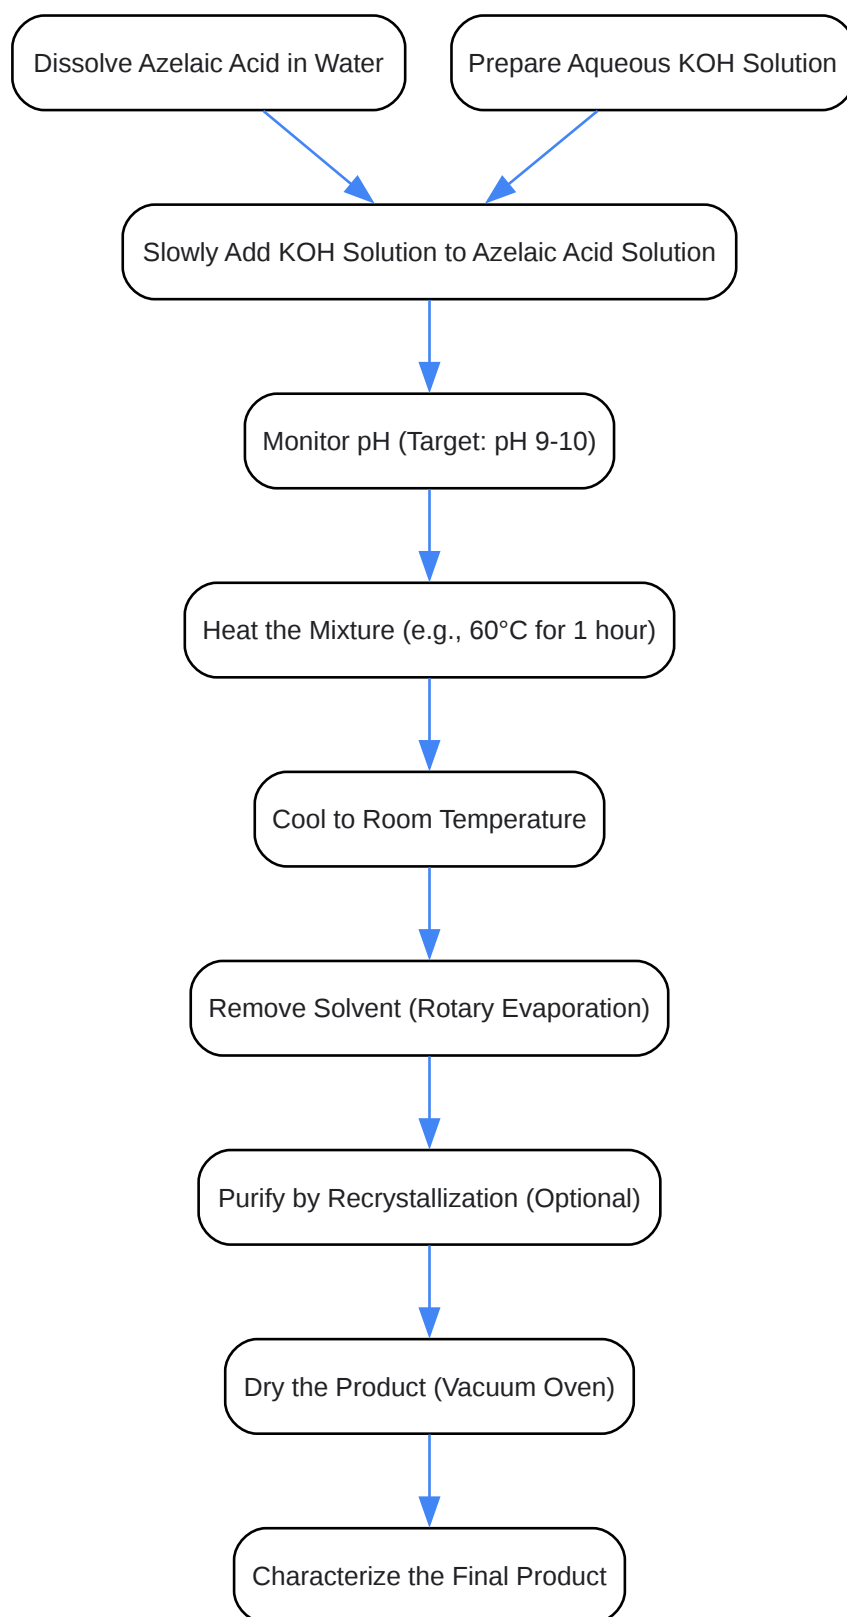 Dissolve Azelaic Acid in Water
Prepare Aqueous KOH Solution
Slowly Add KOH Solution to Azelaic Acid Solution
Monitor pH (Target: pH 9-10)
Heat the Mixture (e.g., 60°C for 1 hour)
Cool to Room Temperature
Remove Solvent (Rotary Evaporation)
Purify by Recrystallization (Optional)
Dry the Product (Vacuum Oven)
Characterize the Final Product